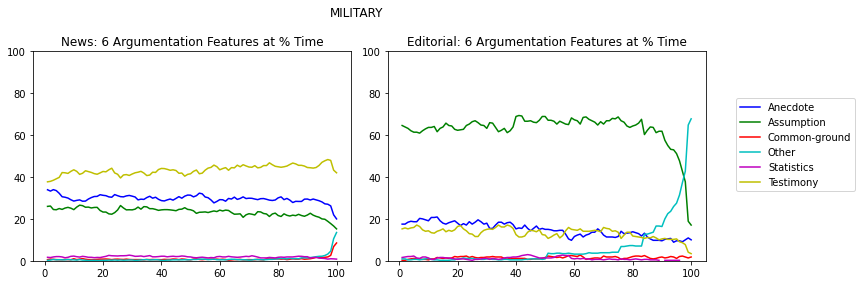 MILITARY
News: 6 Argumentation Features at % Time
Editorial: 6 Argumentation Features at % Time
100
80
60
40
20
0
0
20
40
60
80
100
100
80
60
40
20
0
0
20
40
60
80
100
Anecdote
Assumption
Common-ground
Other
Statistics
Testimony